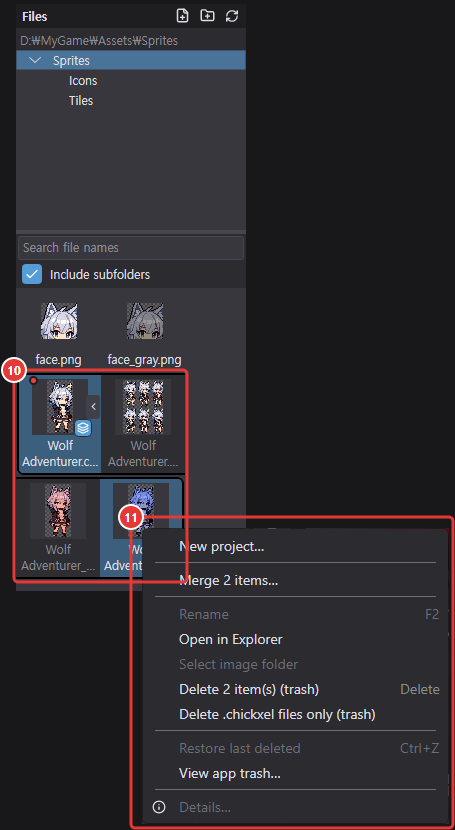 Files
D:₩MyGame₩Assets₩Sprites
Sprites
Icons
Tiles
Search file names
Include subfolders
face.png
face_gray.png
10
Wolf
Adventurer.c...
Wolf
Adventurer....
Wolf
Adventurer_...
11
New project...
Merge 2 items...
Rename F2
Open in Explorer
Select image folder
Delete 2 item(s) (trash) Delete
Delete .chickxel files only (trash)
Restore last deleted Ctrl+Z
View app trash...
Details...